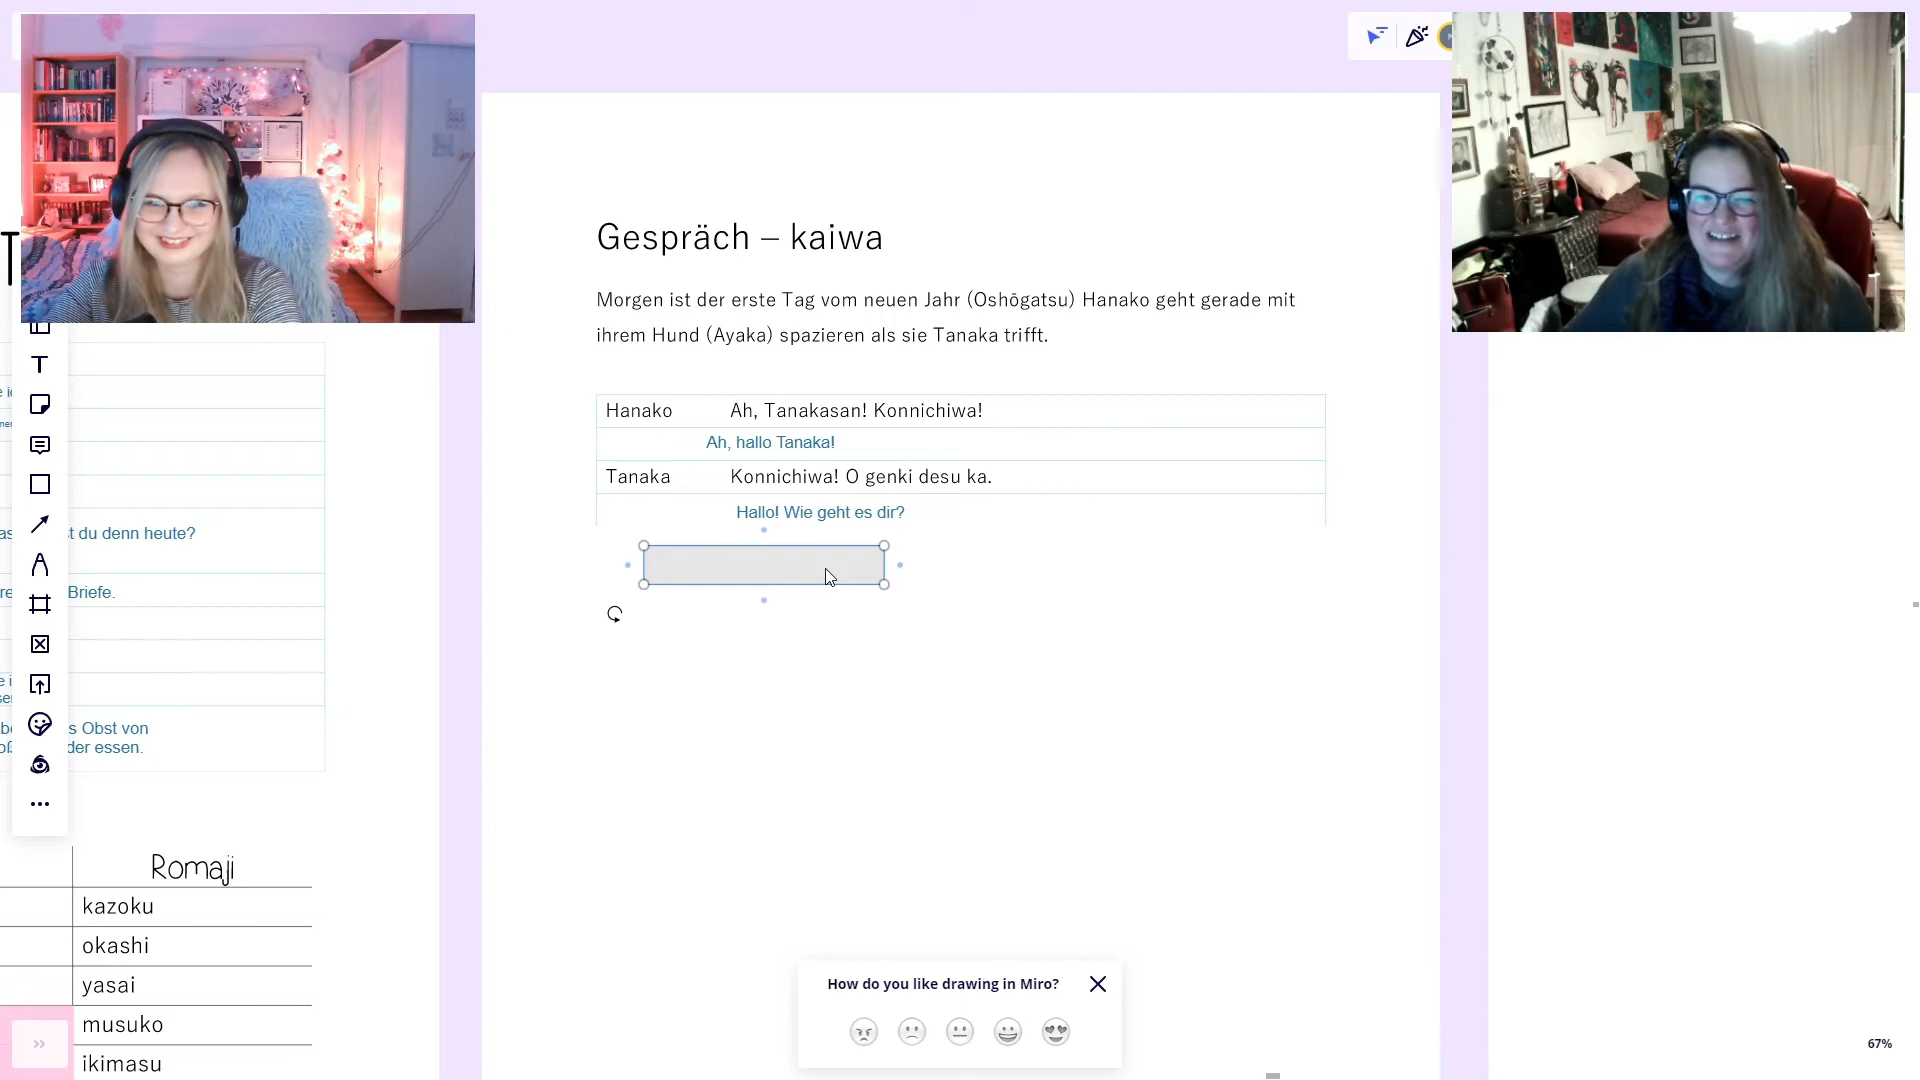 Gespräch – kaiwa
Morgen ist der erste Tag vom neuen Jahr (Oshōgatsu) Hanako geht gerade mit
ihrem Hund (Ayaka) spazieren als sie Tanaka trifft.
Hanako Ah, Tanakasan! Konnichiwa!
Ah, hallo Tanaka!
Tanaka Konnichiwa! O genki desu ka.
Hallo! Wie geht es dir?
t du denn heute?
Briefe.
s Obst von
der essen.
Romaji
kazoku
okashi
yasai
musuko
ikimasu
How do you like drawing in Miro?
67%